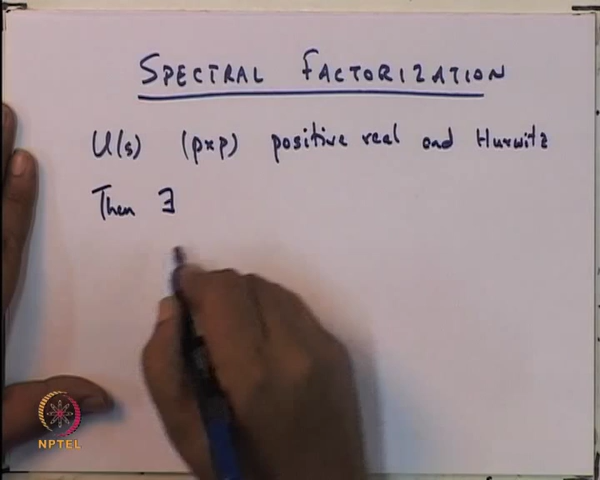 SPECTRAL FACTORIZATION
U(s) (p×p) positive real and Hurwitz
Then ∃
NPTEL